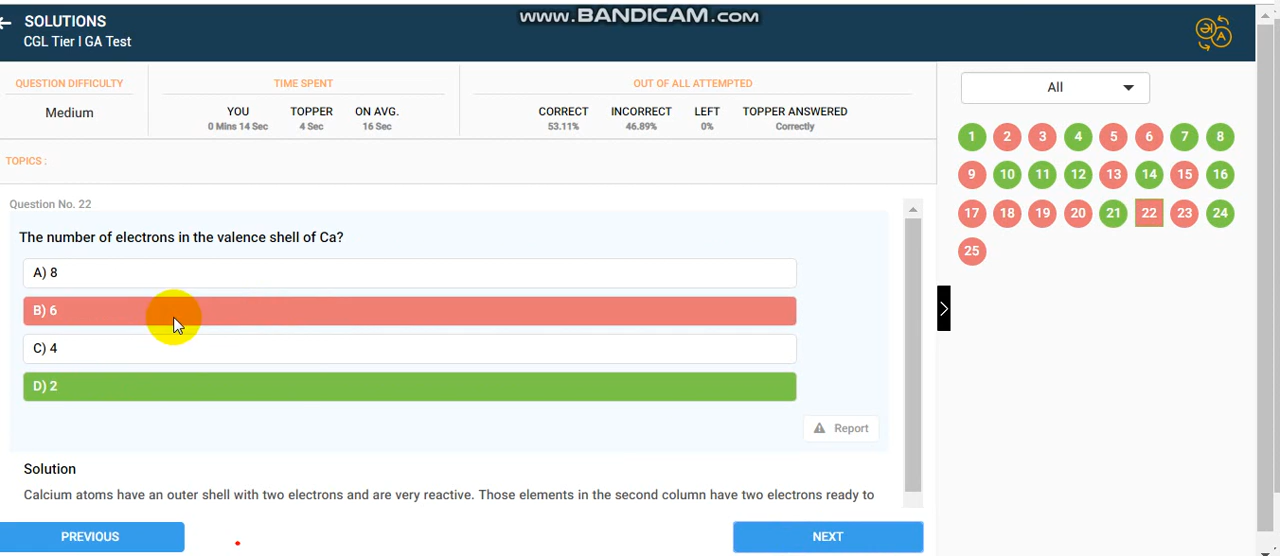 www.BANDICAM.com
SOLUTIONS
CGL Tier I GA Test
QUESTION DIFFICULTY
Medium
TIME SPENT
YOU TOPPER ON AVG.
0 Mins 14 Sec 4 Sec 16 Sec
OUT OF ALL ATTEMPTED
CORRECT INCORRECT LEFT TOPPER ANSWERED
53.11% 46.89% 0% Correctly
All
TOPICS :
1 2 3 4 5 6 7 8
9 10 11 12 13 14 15 16
17 18 19 20 21 22 23 24
25
Question No. 22
The number of electrons in the valence shell of Ca?
A) 8
B) 6
C) 4
D) 2
Report
Solution
Calcium atoms have an outer shell with two electrons and are very reactive. Those elements in the second column have two electrons ready to
PREVIOUS
NEXT